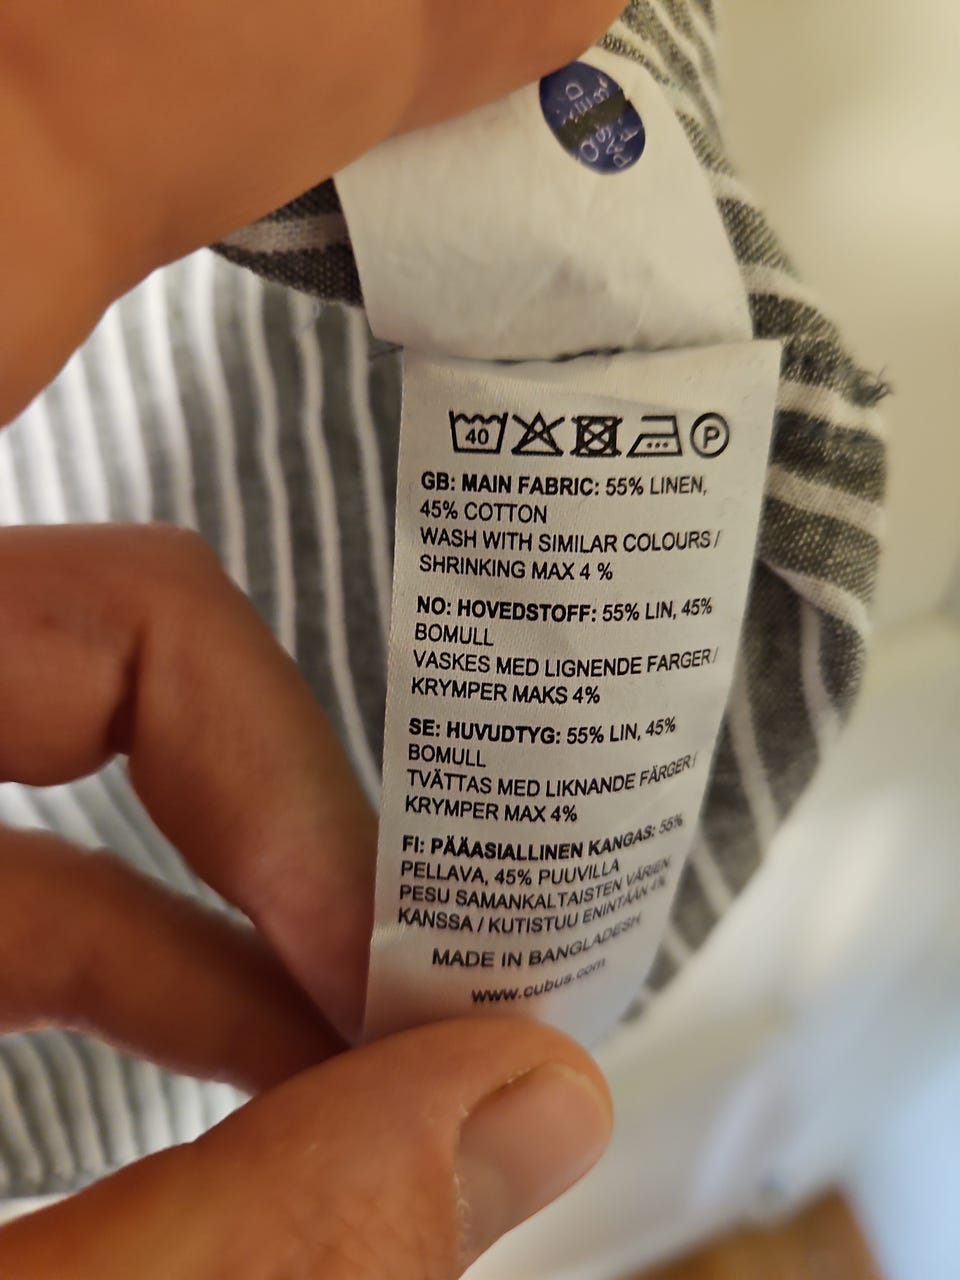 40
P
GB: MAIN FABRIC: 55% LINEN,
45% COTTON
WASH WITH SIMILAR COLOURS /
SHRINKING MAX 4 %
NO: HOVEDSTOFF: 55% LIN, 45%
BOMULL
VASKES MED LIGNENDE FARGER/
KRYMPER MAKS 4%
SE: HUVUDTYG: 55% LIN, 45%
BOMULL
TVÄTTAS MED LIKNANDE FÄRGER/
KRYMPER MAX 4%
FI: PÄÄASIALLINEN KANGAS: 55%
PELLAVA, 45% PUUVILLA
PESU SAMANKALTAISTEN VÄRIEN
KANSSA / KUTISTUU ENINTÄÄN 4%
MADE IN BANGLADESH
www.cubus.com